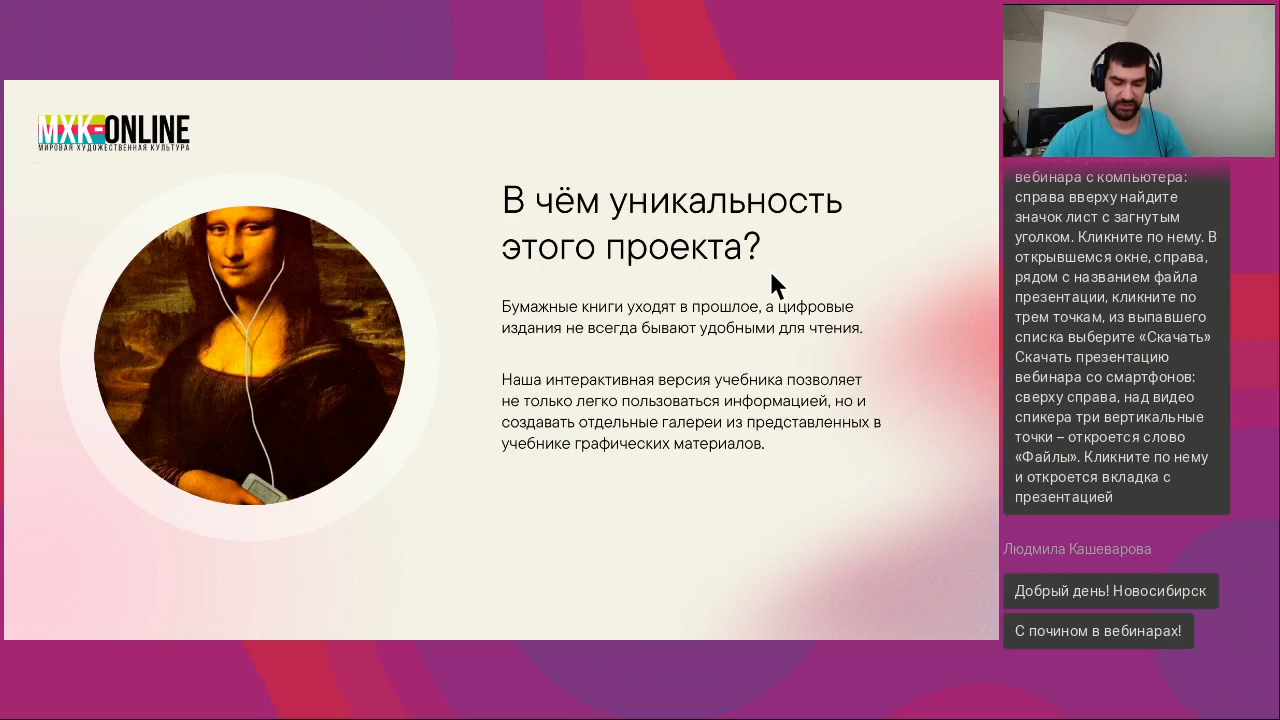 МХК-ONLINE
МИРОВАЯ ХУДОЖЕСТВЕННАЯ КУЛЬТУРА
В чём уникальность
этого проекта?
Бумажные книги уходят в прошлое, а цифровые
издания не всегда бывают удобными для чтения.
Наша интерактивная версия учебника позволяет
не только легко пользоваться информацией, но и
создавать отдельные галереи из представленных в
учебнике графических материалов.
вебинара с компьютера:
справа вверху найдите
значок лист с загнутым
уголком. Кликните по нему. В
открывшемся окне, справа,
рядом с названием файла
презентации, кликните по
трем точкам, из выпавшего
списка выберите «Скачать»
Скачать презентацию
вебинара со смартфонов:
сверху справа, над видео
спикера три вертикальные
точки – откроется слово
«Файлы». Кликните по нему
и откроется вкладка с
презентацией
Людмила Кашеварова
Добрый день! Новосибирск
С почином в вебинарах!